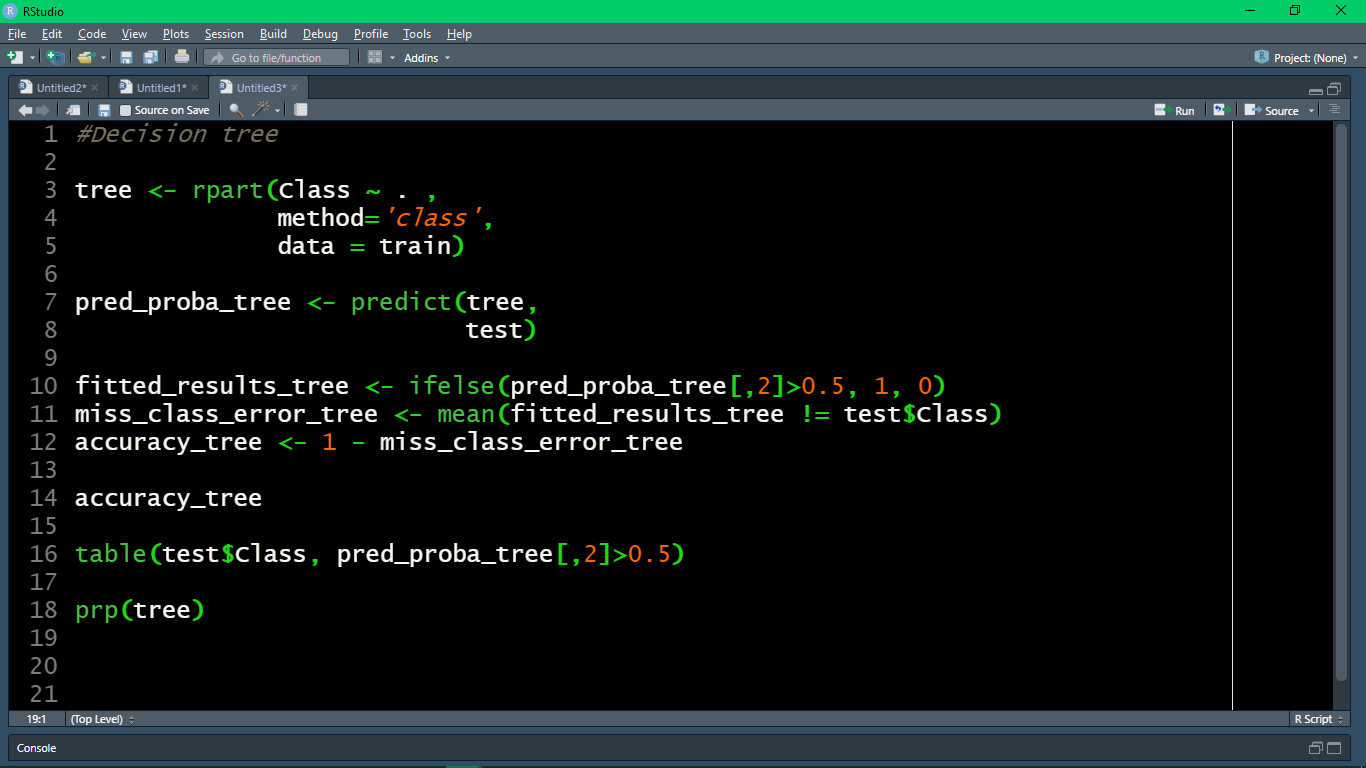 RStudio
File Edit Code View Plots Session Build Debug Profile Tools Help
Go to file/function Addins Project: (None)
Untitled2* Untitled1* Untitled3*
Source on Save Run Source
1 #Decision tree
2
3 tree <- rpart(Class ~ . ,
4 method='class',
5 data = train)
6
7 pred_proba_tree <- predict(tree,
8 test)
9
10 fitted_results_tree <- ifelse(pred_proba_tree[,2]>0.5, 1, 0)
11 miss_class_error_tree <- mean(fitted_results_tree != test$Class)
12 accuracy_tree <- 1 - miss_class_error_tree
13
14 accuracy_tree
15
16 table(test$Class, pred_proba_tree[,2]>0.5)
17
18 prp(tree)
19
20
21
19:1 (Top Level) R Script
Console